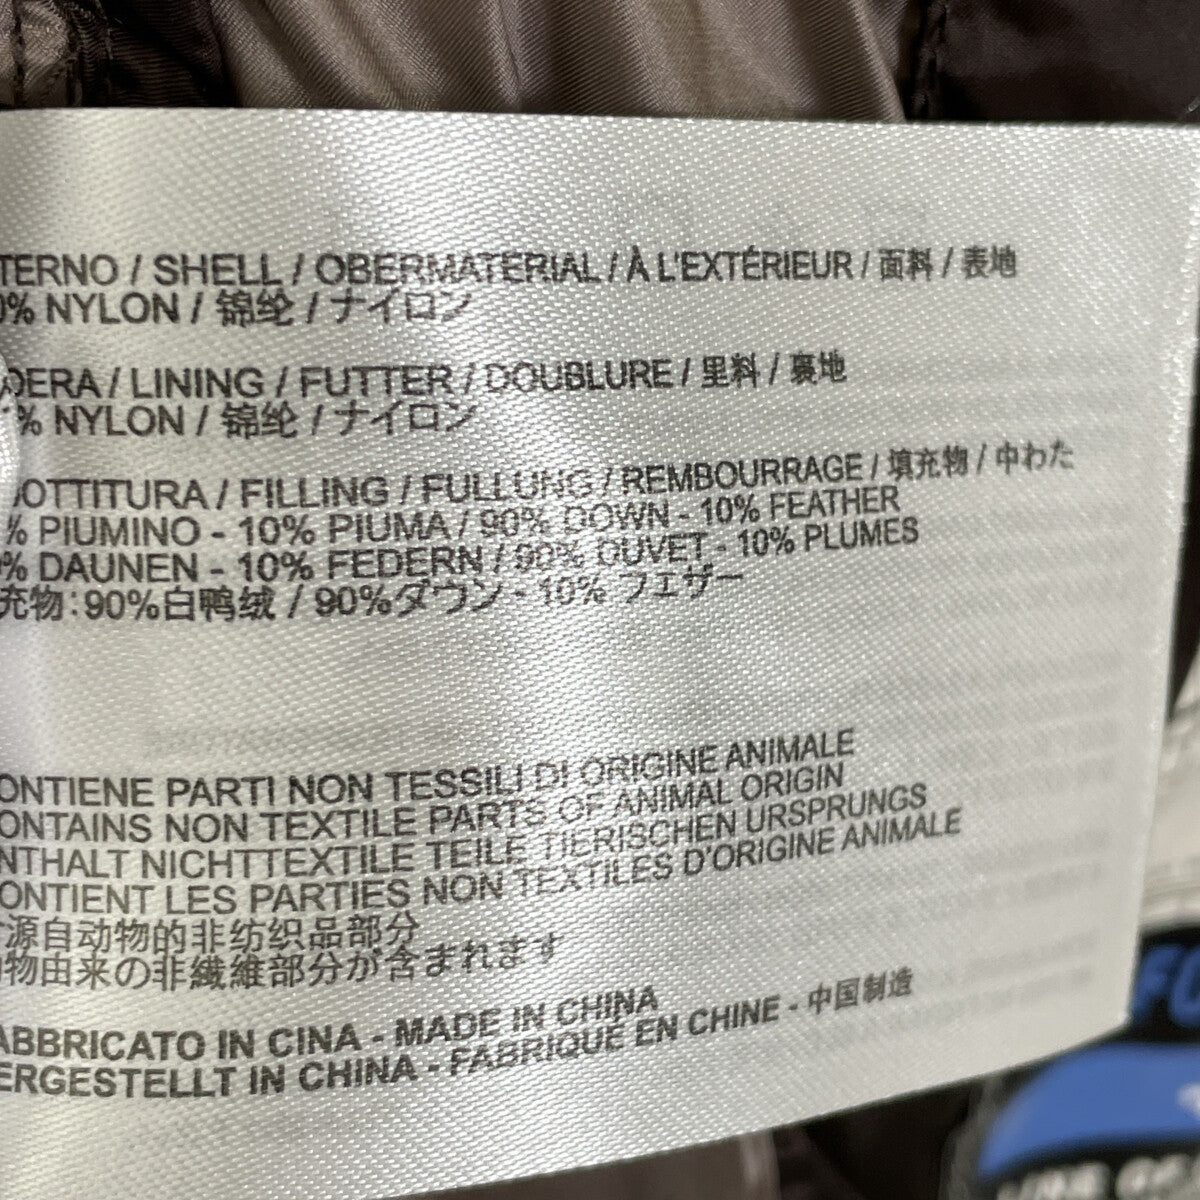 TERNO / SHELL / OBERMATERIAL / À L'EXTÉRIEUR / 面料 / 表地
0% NYLON / 锦纶 / ナイロン
DERA / LINING / FUTTER / DOUBLURE / 里料 / 裏地
% NYLON / 锦纶 / ナイロン
OTTITURA / FILLING / FULLUNG / REMBOURRAGE / 填充物 / 中わた
% PIUMINO - 10% PIUMA / 90% DOWN - 10% FEATHER
% DAUNEN - 10% FEDERN / 90% DUVET - 10% PLUMES
充物：90%白鸭绒 / 90%ダウン - 10% フェザー
ONTIENE PARTI NON TESSILI DI ORIGINE ANIMALE
ONTAINS NON TEXTILE PARTS OF ANIMAL ORIGIN
NTHALT NICHTTEXTILE TEILE TIERISCHEN URSPRUNGS
ONTIENT LES PARTIES NON TEXTILES D'ORIGINE ANIMALE
源自动物的非纺织品部分
物由来の非繊維部分が含まれます
ABBRICATO IN CINA - MADE IN CHINA
ERGESTELLT IN CHINA - FABRIQUÉ EN CHINE - 中国制造